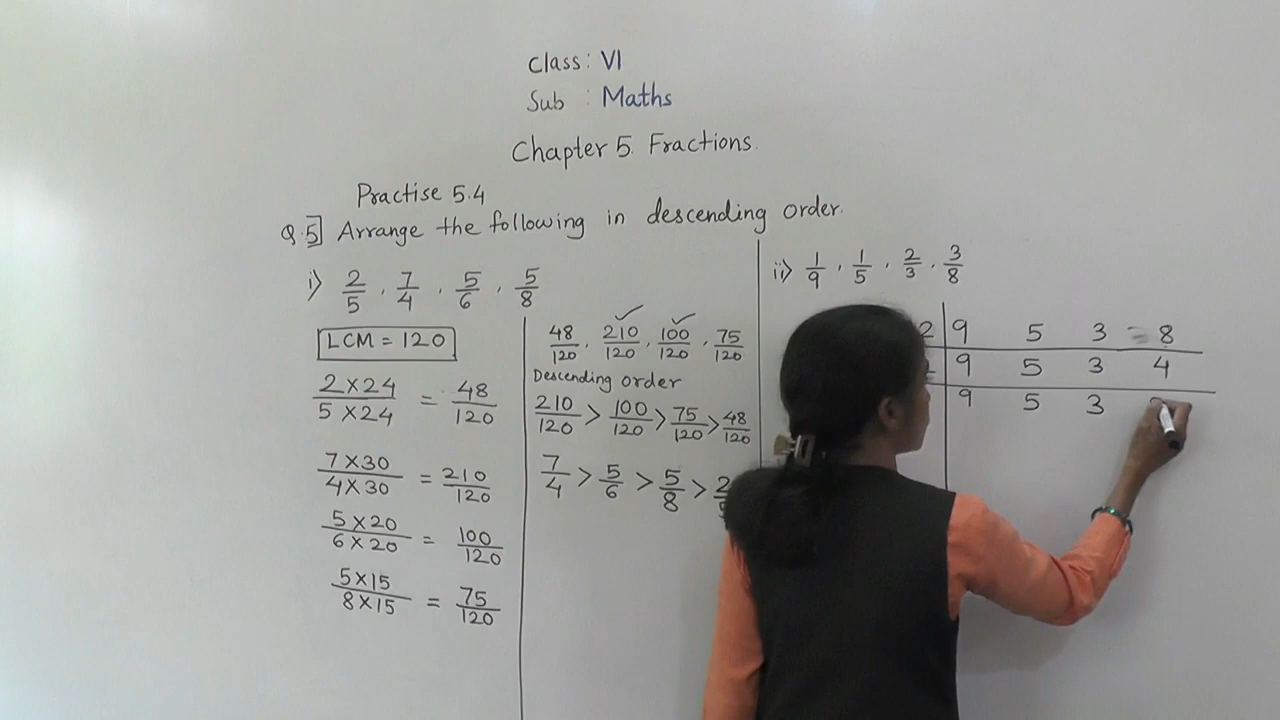 Class: VI
Sub : Maths
Chapter 5. Fractions.
Practise 5.4
Q.5] Arrange the following in descending order.
i) 2/5, 7/4, 5/6, 5/8
LCM = 120
2×24/5×24 = 48/120
7×30/4×30 = 210/120
5×20/6×20 = 100/120
5×15/8×15 = 75/120
48/120, 210/120, 100/120, 75/120
Descending order
210/120 > 100/120 > 75/120 > 48/120
7/4 > 5/6 > 5/8 > 2
ii) 1/9, 1/5, 2/3, 3/8
2 9 5 3 8
9 5 3 4
9 5 3